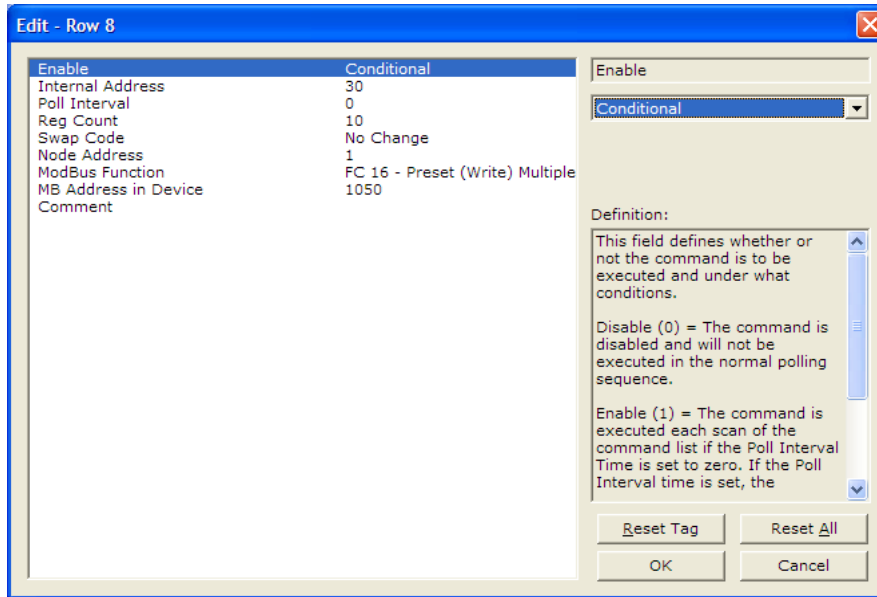 Edit - Row 8
Enable Conditional
Internal Address 30
Poll Interval 0
Reg Count 10
Swap Code No Change
Node Address 1
ModBus Function FC 16 - Preset (Write) Multiple
MB Address in Device 1050
Comment
Enable
Conditional
Definition:
This field defines whether or
not the command is to be
executed and under what
conditions.
Disable (0) = The command is
disabled and will not be
executed in the normal polling
sequence.
Enable (1) = The command is
executed each scan of the
command list if the Poll Interval
Time is set to zero. If the Poll
Interval time is set, the
Reset Tag Reset All
OK Cancel